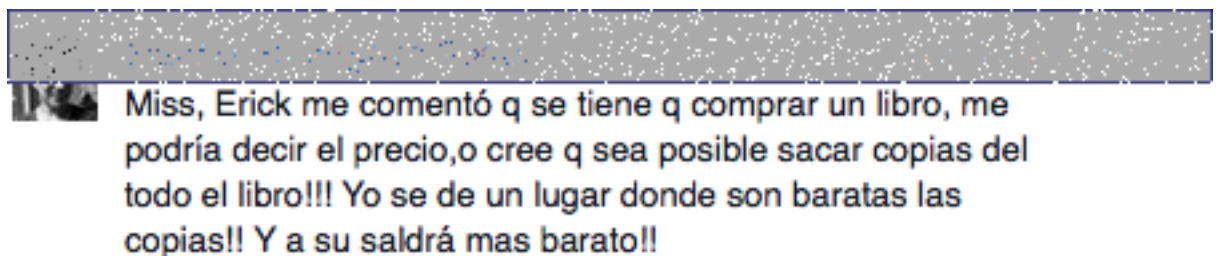 Miss, Erick me comentó q se tiene q comprar un libro, me
podría decir el precio,o cree q sea posible sacar copias del
todo el libro!!! Yo se de un lugar donde son baratas las
copias!! Y a su saldrá mas barato!!